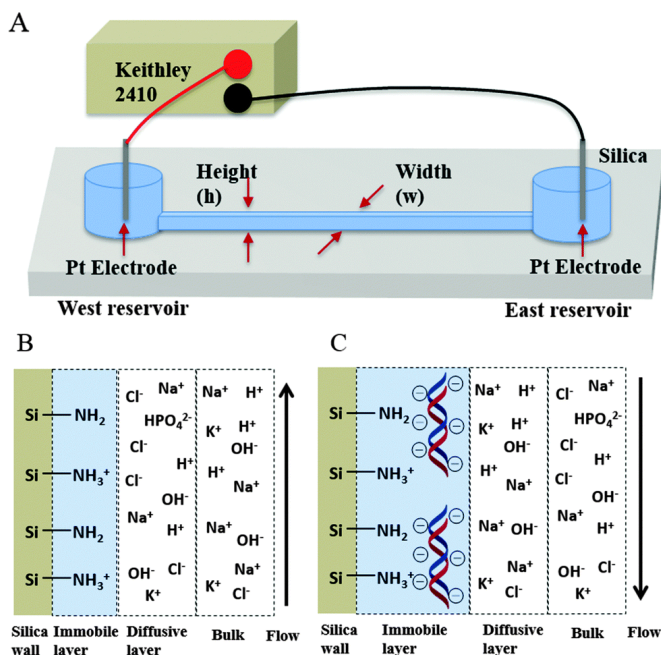 A
Keithley
2410
Height
(h)
Width
(w)
Silica
Pt Electrode
Pt Electrode
West reservoir
East reservoir
B
Si NH₂
Si NH₃⁺
Si NH₂
Si NH₃⁺
Cl⁻
Na⁺
HPO₄²⁻
Cl⁻
H⁺
Cl⁻
OH⁻
Na⁺
H⁺
OH⁻
Cl⁻
K⁺
Na⁺
H⁺
K⁺
H⁺
OH⁻
H⁺
Na⁺
Na⁺
OH⁻
Na⁺
K⁺
Cl⁻
Silica
wall
Immobile
layer
Diffusive
layer
Bulk
Flow
C
Si NH₂
Si NH₃⁺
Si NH₂
Si NH₃⁺
Na⁺
H⁺
K⁺
H⁺
OH⁻
H⁺
Na⁺
Na⁺
OH⁻
Na⁺
K⁺
Cl⁻
Cl⁻
Na⁺
HPO₄²⁻
Cl⁻
H⁺
Cl⁻
OH⁻
Na⁺
H⁺
OH⁻
Cl⁻
K⁺
Silica
wall
Immobile
layer
Diffusive
layer
Bulk
Flow